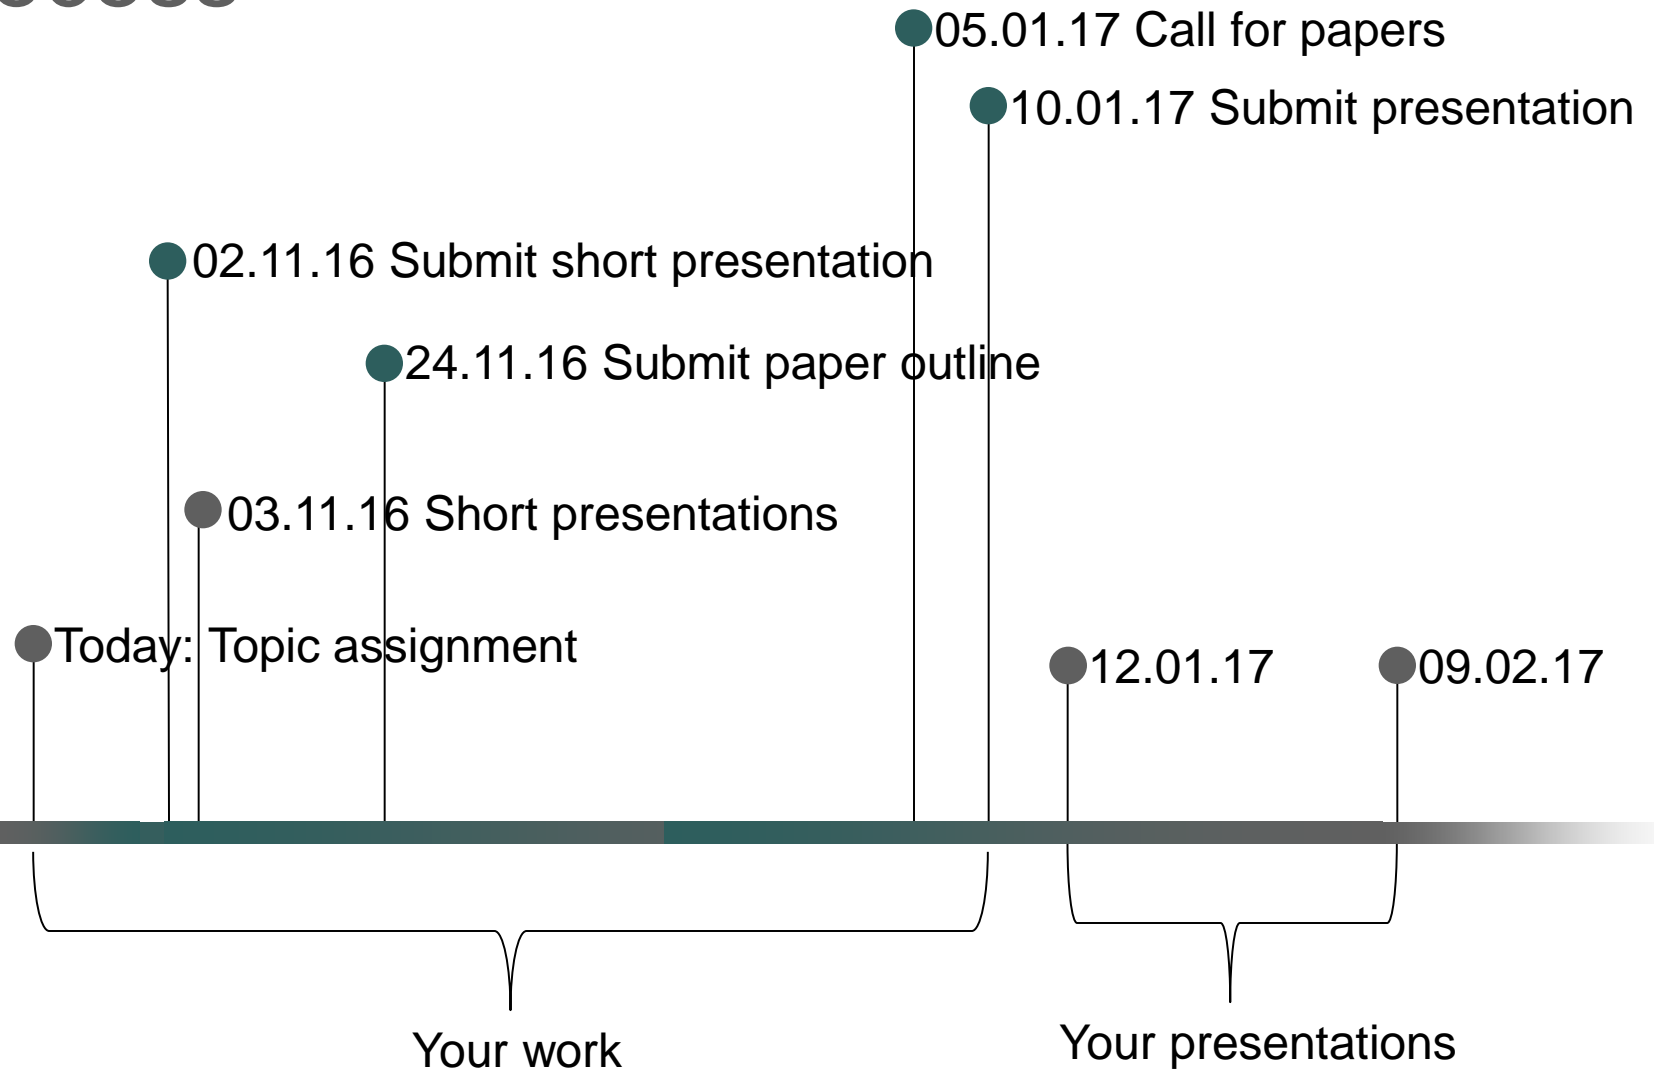 05.01.17 Call for papers
10.01.17 Submit presentation
02.11.16 Submit short presentation
24.11.16 Submit paper outline
03.11.16 Short presentations
Today: Topic assignment
12.01.17
09.02.17
Your work
Your presentations